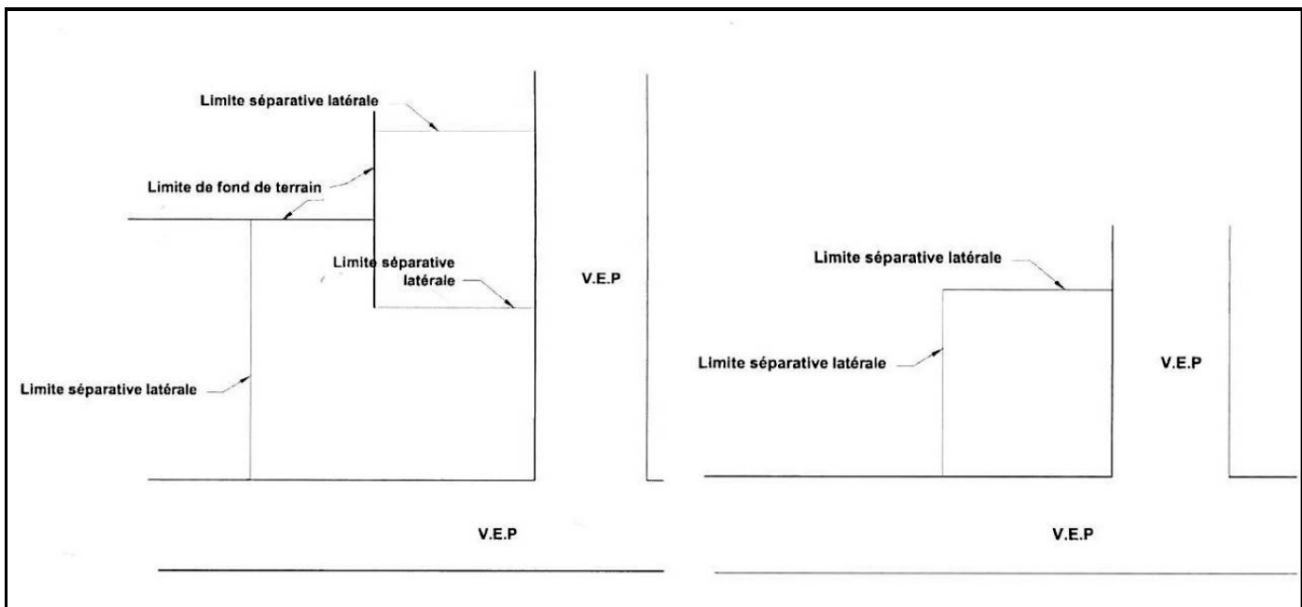 Limite séparative latérale
Limite de fond de terrain
Limite séparative
latérale
V.E.P
Limite séparative latérale
V.E.P
Limite séparative latérale
Limite séparative latérale
V.E.P
V.E.P